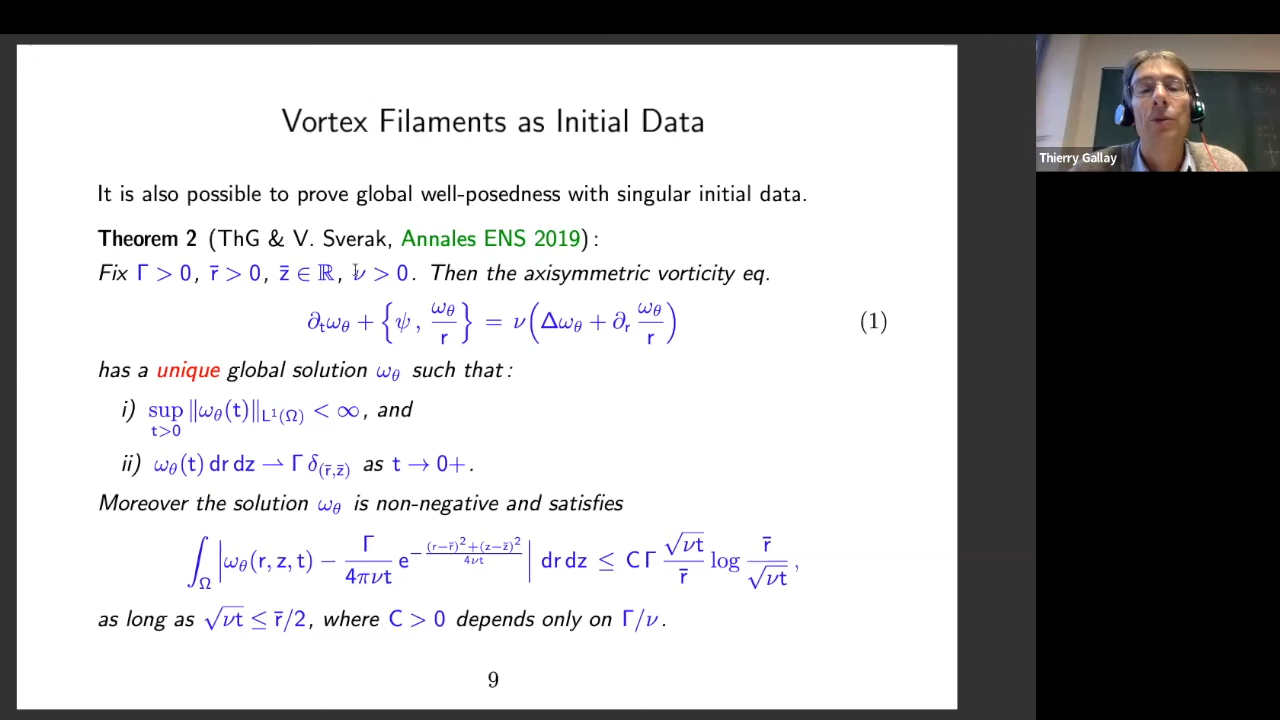 Vortex Filaments as Initial Data
It is also possible to prove global well-posedness with singular initial data.
Theorem 2 (ThG & V. Sverak, Annales ENS 2019) :
Fix Γ > 0, r̄ > 0, z̄ ∈ ℝ, ν > 0. Then the axisymmetric vorticity eq.
∂ₜω_θ + {ψ, ω_θ/r} = ν(Δω_θ + ∂ᵣ ω_θ/r) (1)
has a unique global solution ω_θ such that :
i) sup_{t>0} ‖ω_θ(t)‖_{L¹(Ω)} < ∞, and
ii) ω_θ(t) dr dz ⇀ Γ δ_{(r̄,z̄)} as t → 0+.
Moreover the solution ω_θ is non-negative and satisfies
∫_Ω |ω_θ(r, z, t) − Γ/(4πνt) e^{−((r−r̄)²+(z−z̄)²)/(4νt)}| dr dz ≤ C Γ (√(νt)/r̄) log (r̄/√(νt)),
as long as √(νt) ≤ r̄/2, where C > 0 depends only on Γ/ν.
9
Thierry Gallay